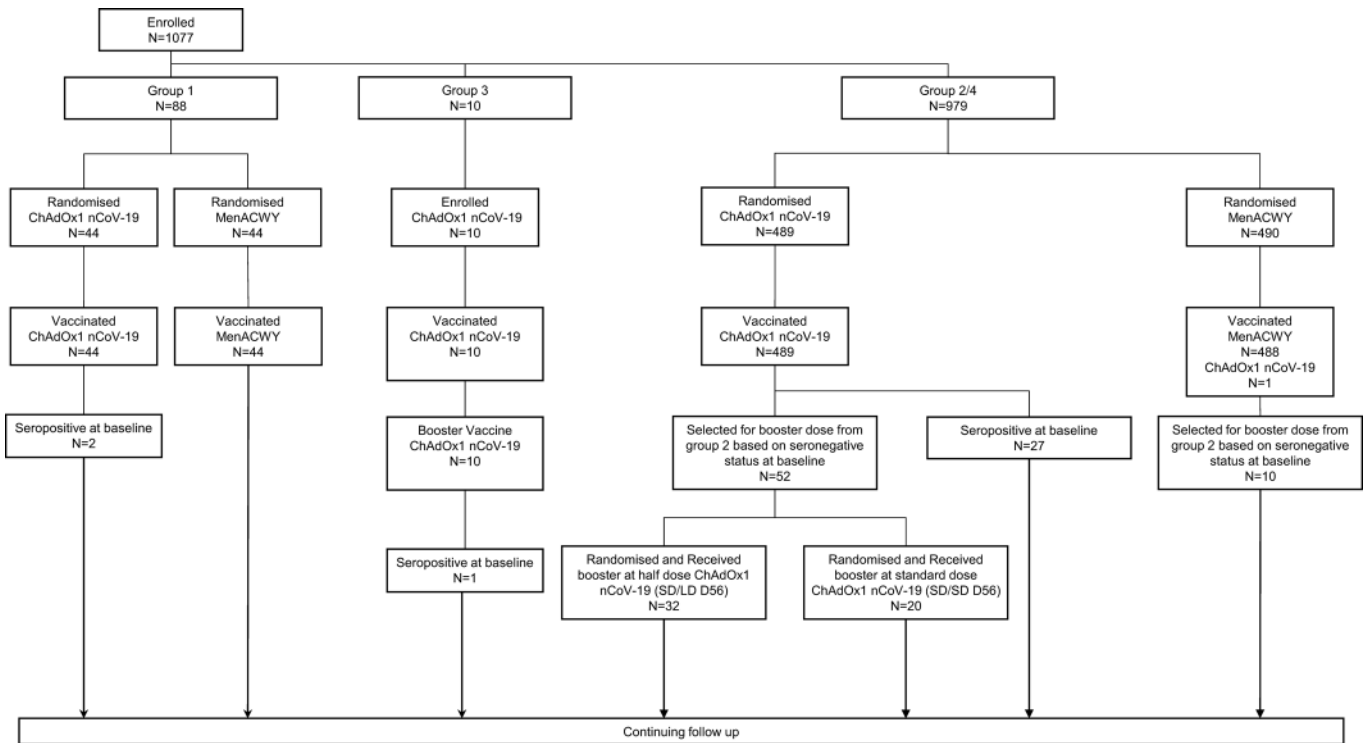 Enrolled
N=1077
Group 1
N=88
Group 3
N=10
Group 2/4
N=979
Randomised
ChAdOx1 nCoV-19
N=44
Randomised
MenACWY
N=44
Enrolled
ChAdOx1 nCoV-19
N=10
Randomised
ChAdOx1 nCoV-19
N=489
Randomised
MenACWY
N=490
Vaccinated
ChAdOx1 nCoV-19
N=44
Vaccinated
MenACWY
N=44
Vaccinated
ChAdOx1 nCoV-19
N=10
Vaccinated
ChAdOx1 nCoV-19
N=489
Vaccinated
MenACWY
N=488
ChAdOx1 nCoV-19
N=1
Seropositive at baseline
N=2
Booster Vaccine
ChAdOx1 nCoV-19
N=10
Selected for booster dose from
group 2 based on seronegative
status at baseline
N=52
Seropositive at baseline
N=27
Selected for booster dose from
group 2 based on seronegative
status at baseline
N=10
Seropositive at baseline
N=1
Randomised and Received
booster at half dose ChAdOx1
nCoV-19 (SD/LD D56)
N=32
Randomised and Received
booster at standard dose
ChAdOx1 nCoV-19 (SD/SD D56)
N=20
Continuing follow up